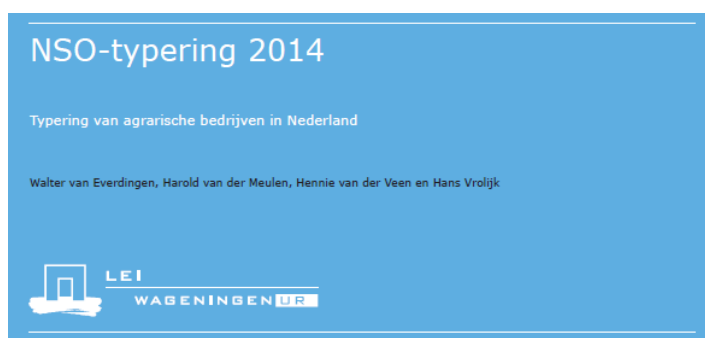 NSO-typering 2014
Typering van agrarische bedrijven in Nederland
Walter van Everdingen, Harold van der Meulen, Hennie van der Veen en Hans Vrolijk
LEI
WAGENINGEN UR